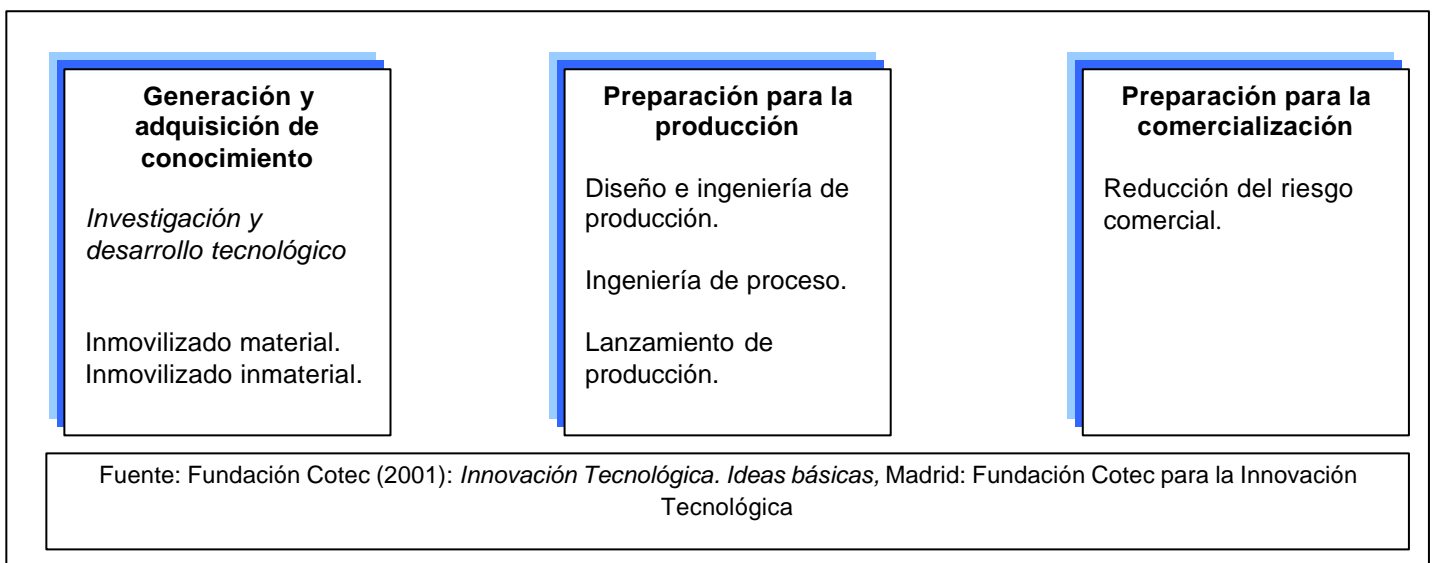 Generación y
adquisición de
conocimiento
Investigación y
desarrollo tecnológico
Inmovilizado material.
Inmovilizado inmaterial.
Preparación para la
producción
Diseño e ingeniería de
producción.
Ingeniería de proceso.
Lanzamiento de
producción.
Preparación para la
comercialización
Reducción del riesgo
comercial.
Fuente: Fundación Cotec (2001): Innovación Tecnológica. Ideas básicas, Madrid: Fundación Cotec para la Innovación
Tecnológica